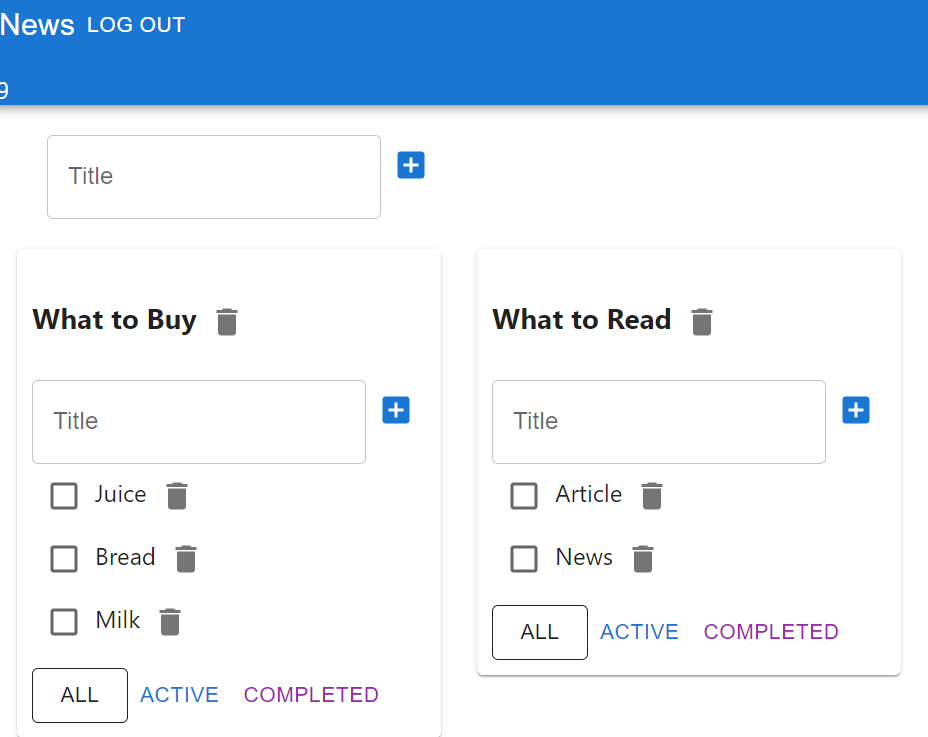 News LOG OUT
9
Title
What to Buy
Title
Juice
Bread
Milk
ALL ACTIVE COMPLETED
What to Read
Title
Article
News
ALL ACTIVE COMPLETED